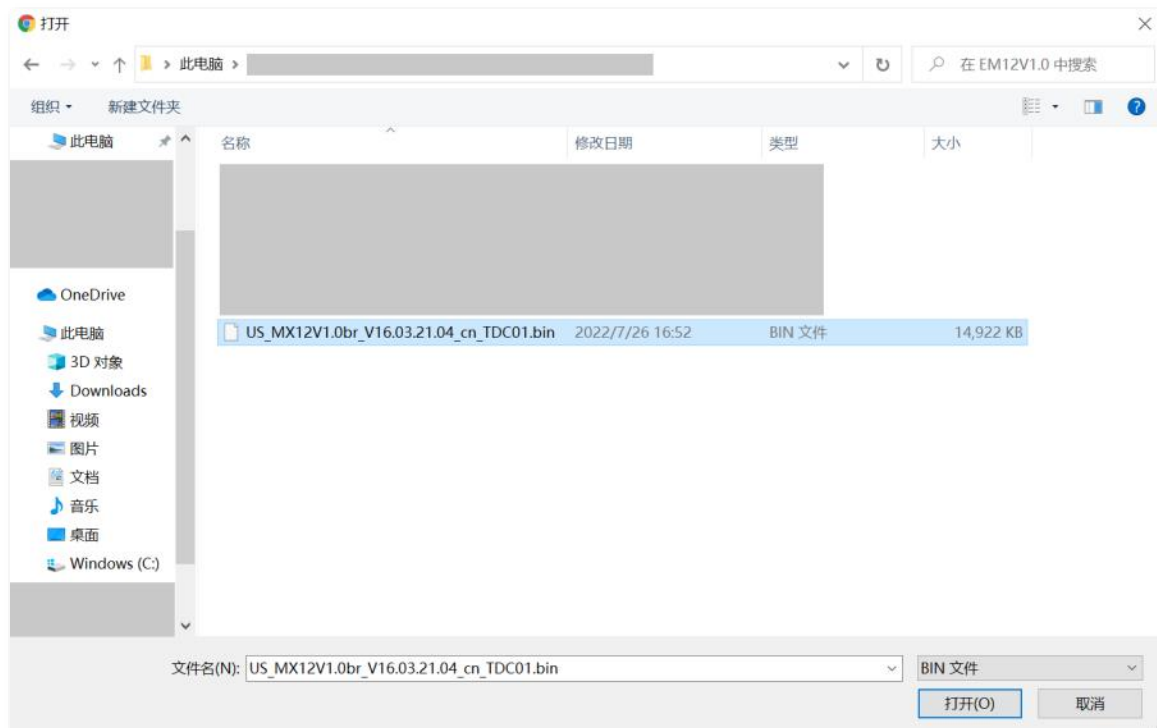 打开
此电脑
在 EM12V1.0 中搜索
组织 新建文件夹
此电脑
名称 修改日期 类型 大小
OneDrive
此电脑
US_MX12V1.0br_V16.03.21.04_cn_TDC01.bin 2022/7/26 16:52 BIN 文件 14,922 KB
3D 对象
Downloads
视频
图片
文档
音乐
桌面
Windows (C:)
文件名(N): US_MX12V1.0br_V16.03.21.04_cn_TDC01.bin BIN 文件
打开(O) 取消